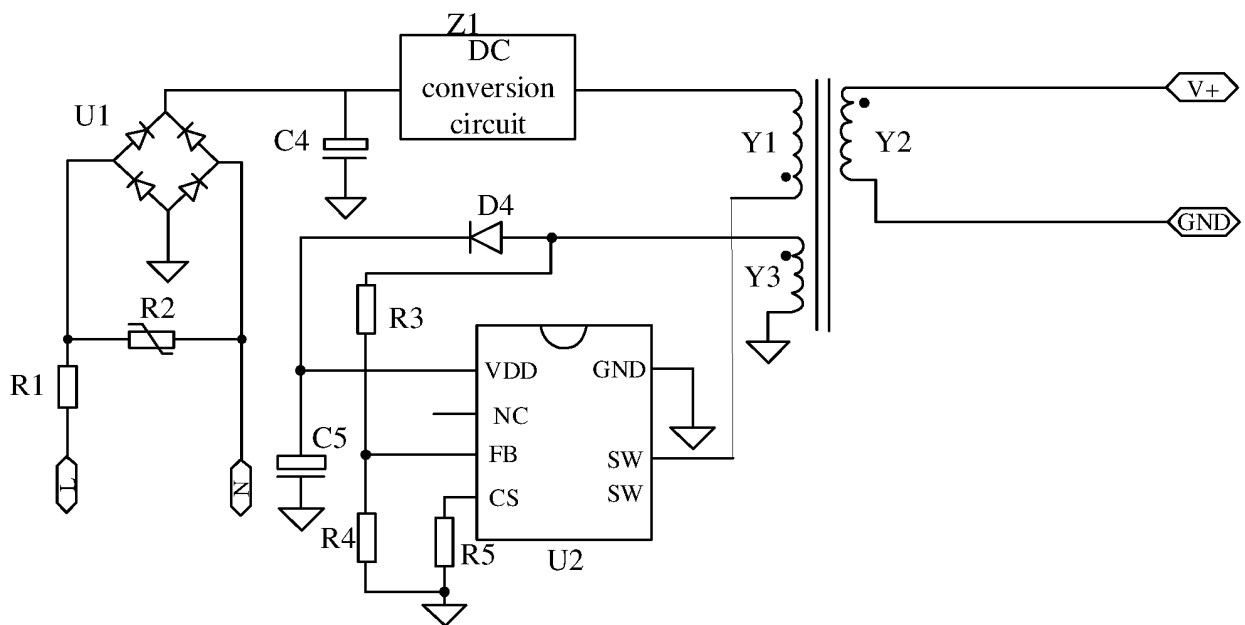 Z1
DC
conversion
circuit
U1
C4
Y1
Y2
V+
GND
D4
Y3
R2
R3
R1
VDD
GND
NC
C5
FB
SW
CS
SW
L
N
R4
R5
U2